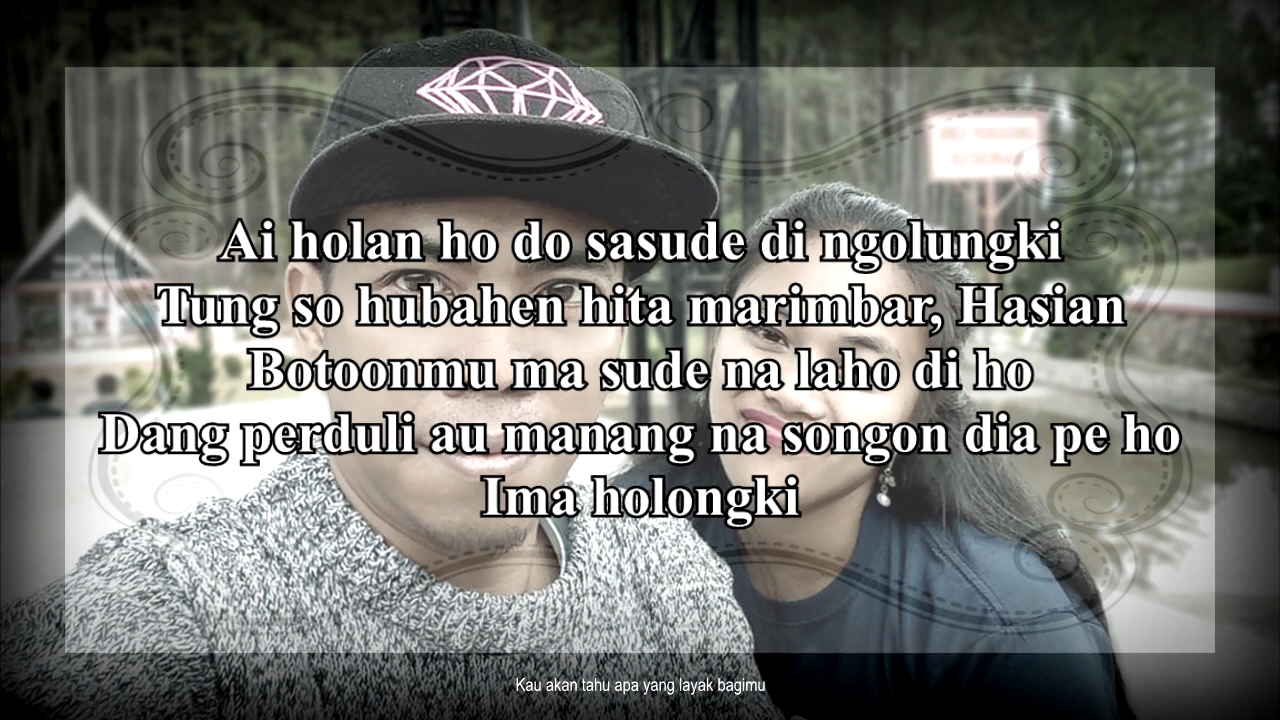 Ai holan ho do sasude di ngolungki
Tung so hubahen hita marimbar, Hasian
Botoonmu ma sude na laho di ho
Dang perduli au manang na songon dia pe ho
Ima holongki
Kau akan tahu apa yang layak bagimu